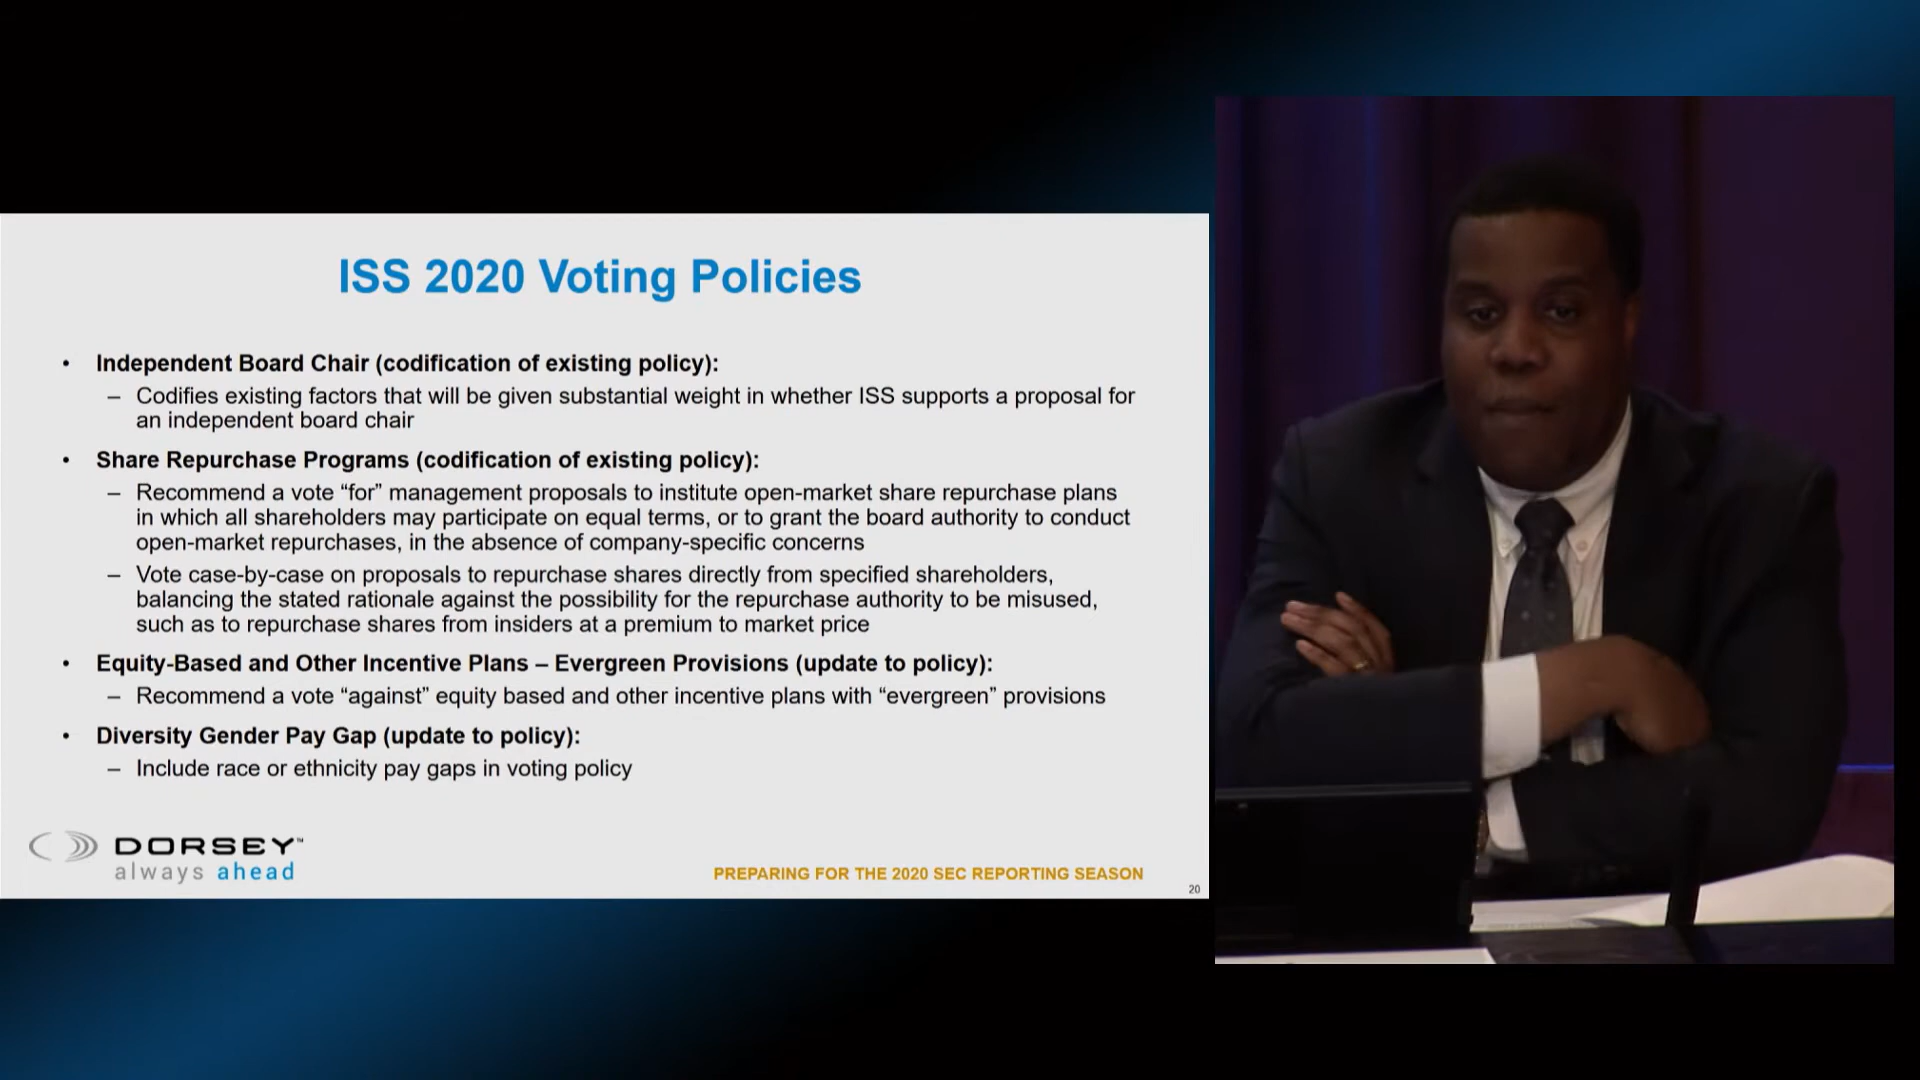 ISS 2020 Voting Policies
• Independent Board Chair (codification of existing policy):
– Codifies existing factors that will be given substantial weight in whether ISS supports a proposal for
an independent board chair
• Share Repurchase Programs (codification of existing policy):
– Recommend a vote “for” management proposals to institute open-market share repurchase plans
in which all shareholders may participate on equal terms, or to grant the board authority to conduct
open-market repurchases, in the absence of company-specific concerns
– Vote case-by-case on proposals to repurchase shares directly from specified shareholders,
balancing the stated rationale against the possibility for the repurchase authority to be misused,
such as to repurchase shares from insiders at a premium to market price
• Equity-Based and Other Incentive Plans – Evergreen Provisions (update to policy):
– Recommend a vote “against” equity based and other incentive plans with “evergreen” provisions
• Diversity Gender Pay Gap (update to policy):
– Include race or ethnicity pay gaps in voting policy
DORSEY™
always ahead
PREPARING FOR THE 2020 SEC REPORTING SEASON
20